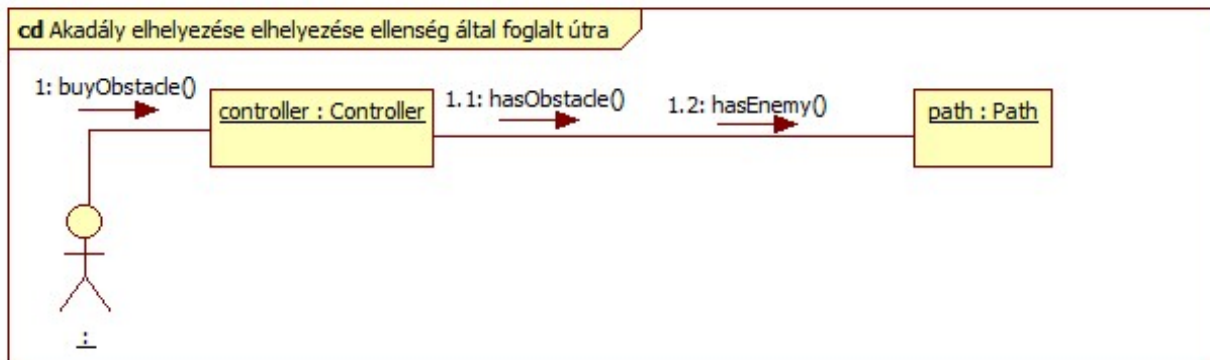 cd Akadály elhelyezése elhelyezése ellenség által foglalt útra
1: buyObstacle()
controller : Controller
1.1: hasObstacle()
1.2: hasEnemy()
path : Path
: